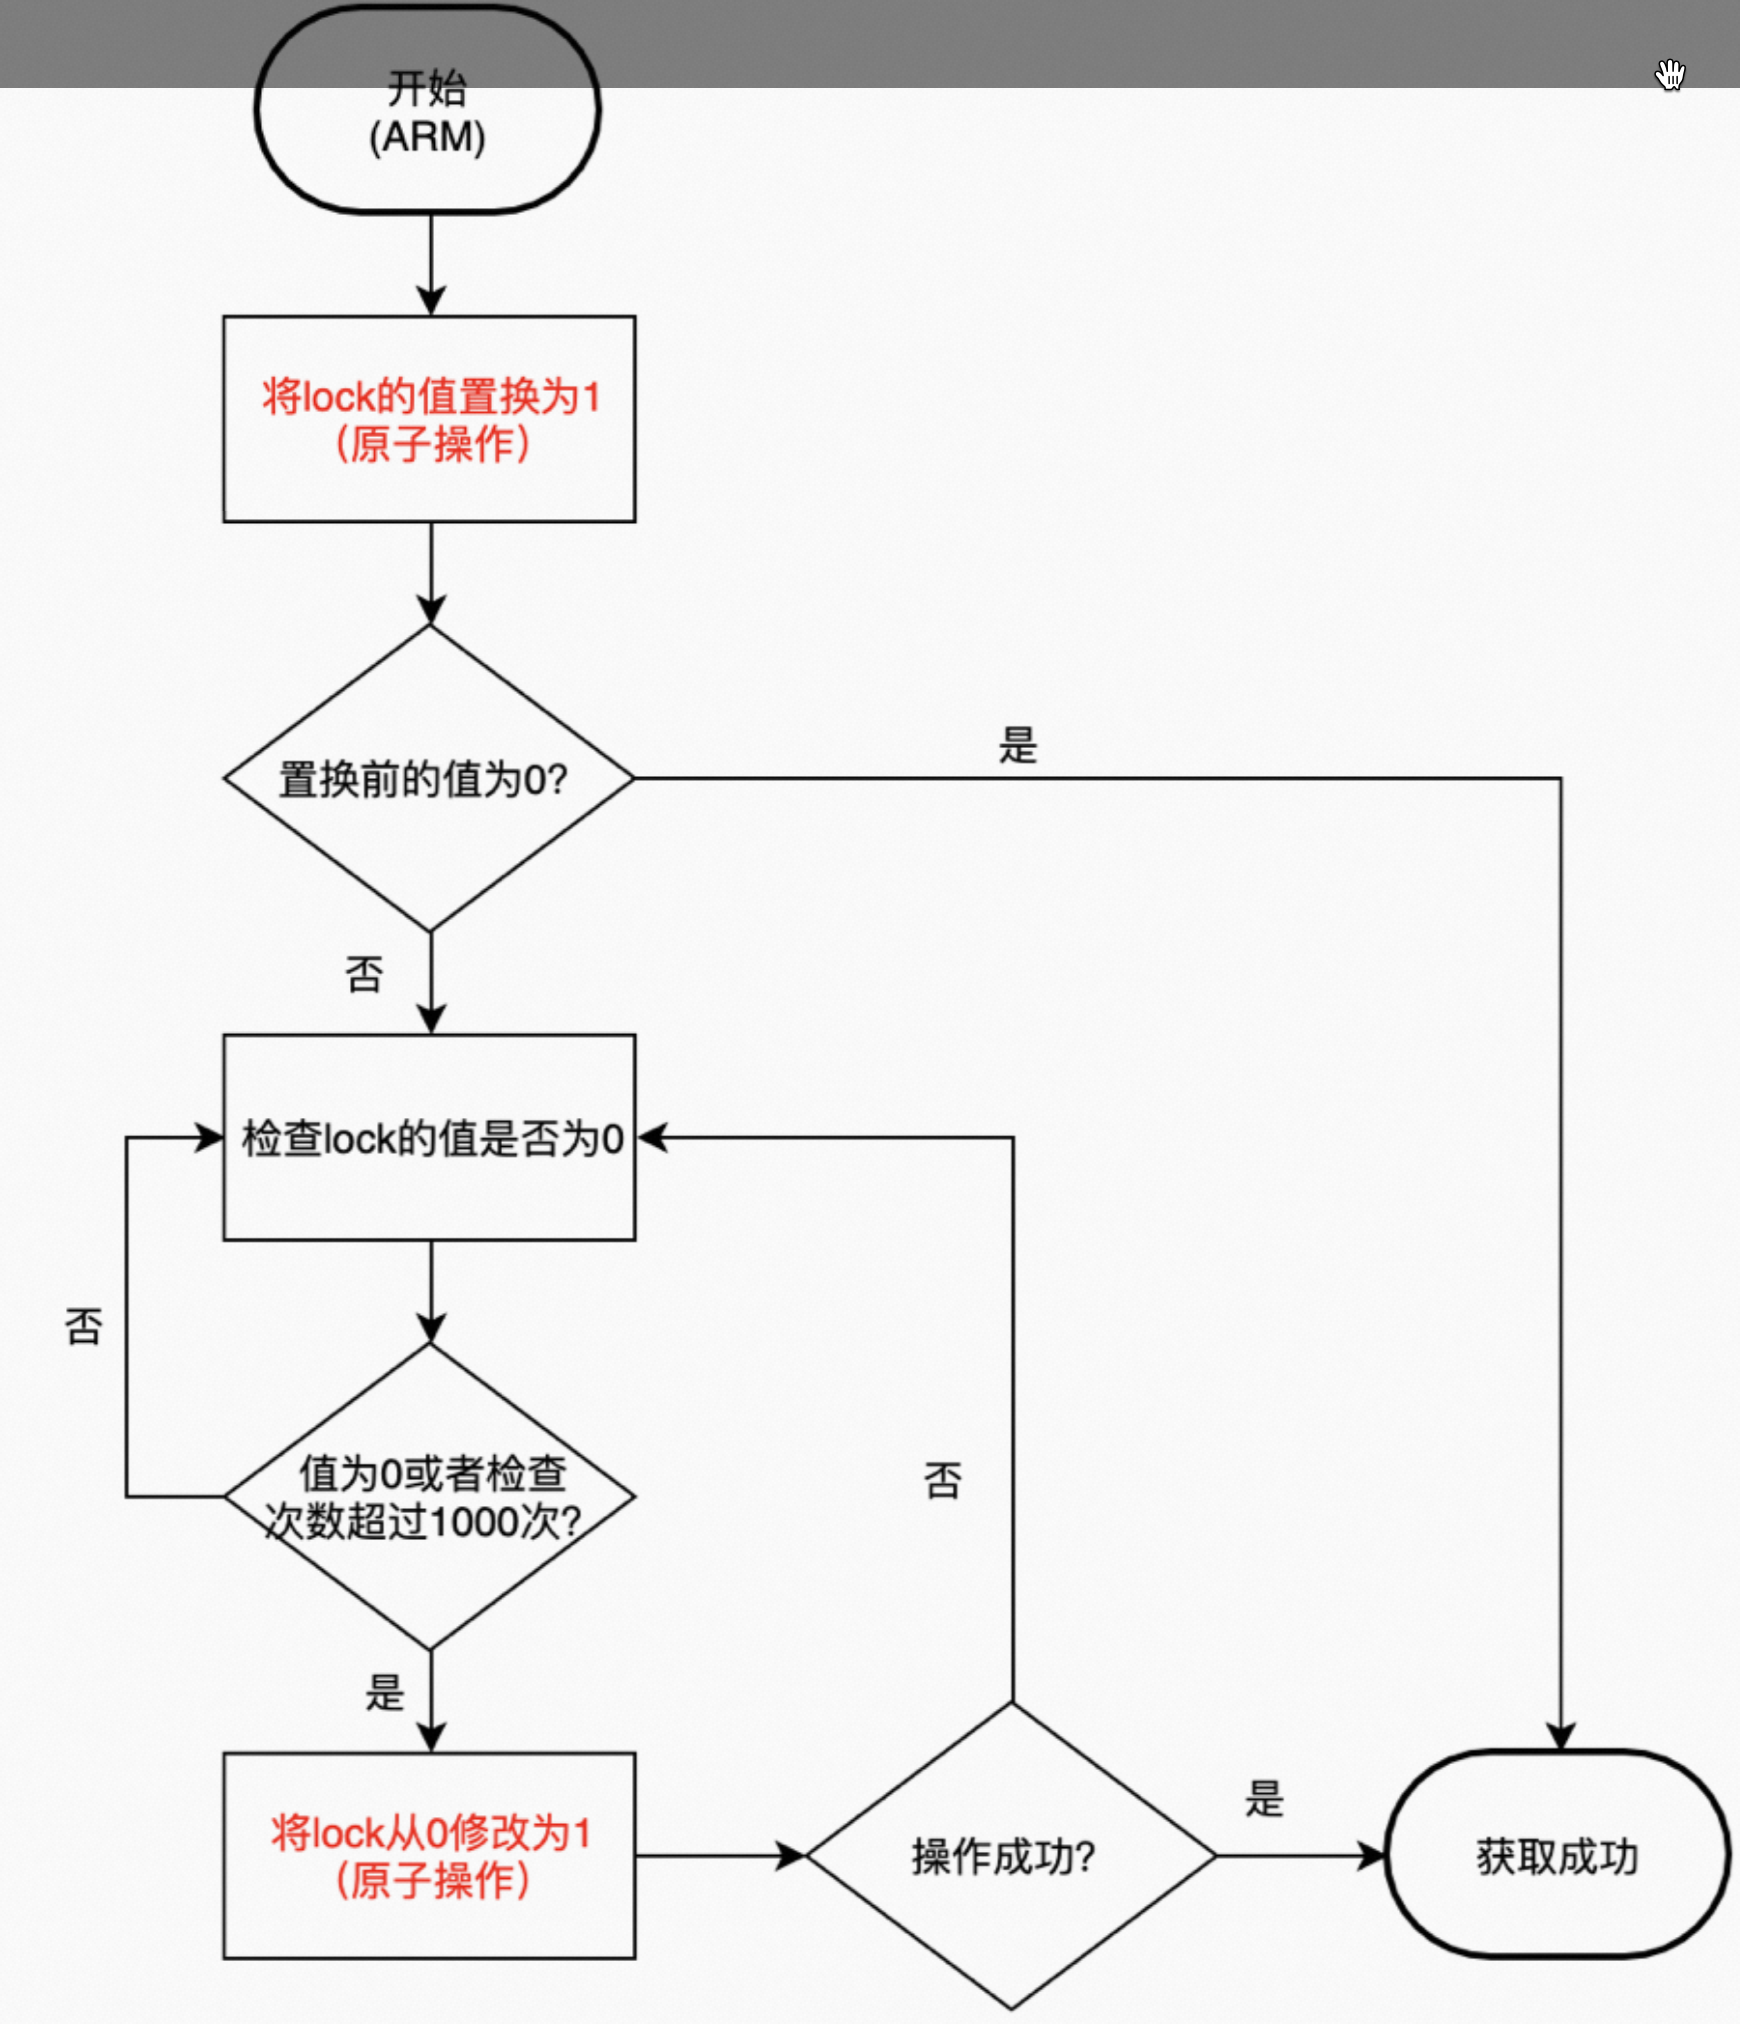 开始
(ARM)
将lock的值置换为1
（原子操作）
置换前的值为0?
是
否
检查lock的值是否为0
否
值为0或者检查
次数超过1000次?
否
是
将lock从0修改为1
（原子操作）
操作成功?
是
获取成功